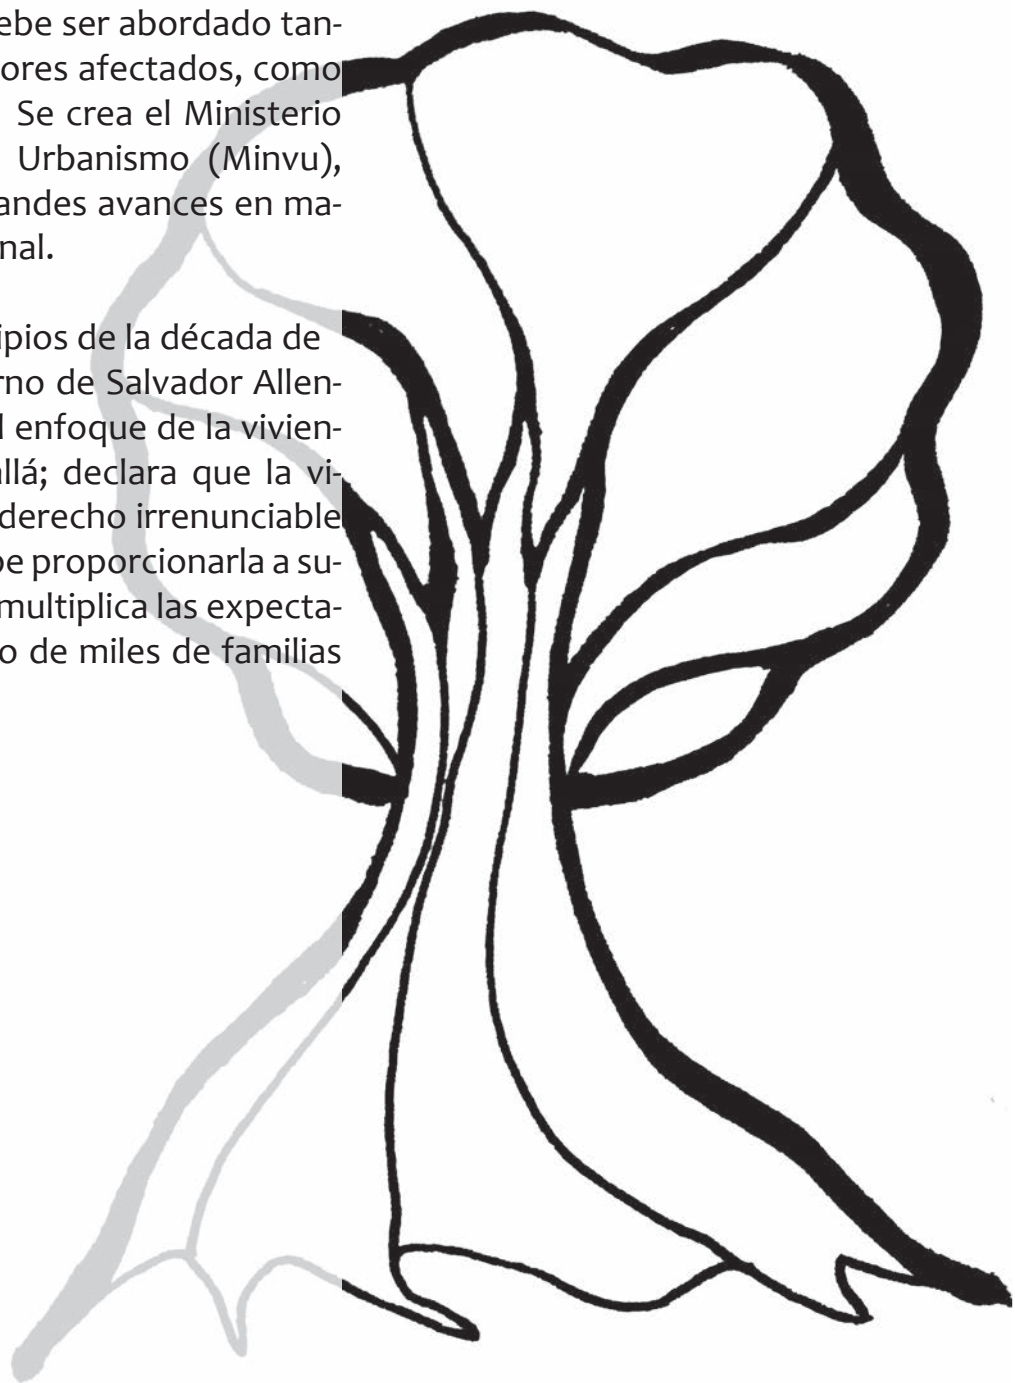 ebe ser abordado tan-
ores afectados, como
Se crea el Ministerio
Urbanismo (Minvu),
andes avances en ma-
nal.
ipios de la década de
rno de Salvador Allen-
l enfoque de la vivien-
allá; declara que la vi-
derecho irrenunciable
be proporcionarla a su-
multiplica las expecta-
o de miles de familias